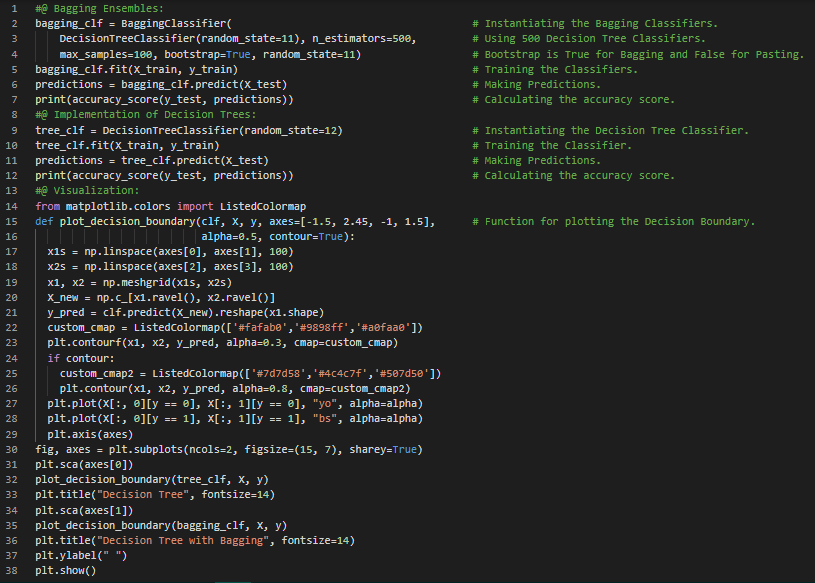 1 #@ Bagging Ensembles:
2 bagging_clf = BaggingClassifier( # Instantiating the Bagging Classifiers.
3 DecisionTreeClassifier(random_state=11), n_estimators=500, # Using 500 Decision Tree Classifiers.
4 max_samples=100, bootstrap=True, random_state=11) # Bootstrap is True for Bagging and False for Pasting.
5 bagging_clf.fit(X_train, y_train) # Training the Classifiers.
6 predictions = bagging_clf.predict(X_test) # Making Predictions.
7 print(accuracy_score(y_test, predictions)) # Calculating the accuracy score.
8 #@ Implementation of Decision Trees:
9 tree_clf = DecisionTreeClassifier(random_state=12) # Instantiating the Decision Tree Classifier.
10 tree_clf.fit(X_train, y_train) # Training the Classifier.
11 predictions = tree_clf.predict(X_test) # Making Predictions.
12 print(accuracy_score(y_test, predictions)) # Calculating the accuracy score.
13 #@ Visualization:
14 from matplotlib.colors import ListedColormap
15 def plot_decision_boundary(clf, X, y, axes=[-1.5, 2.45, -1, 1.5], # Function for plotting the Decision Boundary.
16 alpha=0.5, contour=True):
17 x1s = np.linspace(axes[0], axes[1], 100)
18 x2s = np.linspace(axes[2], axes[3], 100)
19 x1, x2 = np.meshgrid(x1s, x2s)
20 X_new = np.c_[x1.ravel(), x2.ravel()]
21 y_pred = clf.predict(X_new).reshape(x1.shape)
22 custom_cmap = ListedColormap(['#fafab0','#9898ff','#a0faa0'])
23 plt.contourf(x1, x2, y_pred, alpha=0.3, cmap=custom_cmap)
24 if contour:
25 custom_cmap2 = ListedColormap(['#7d7d58','#4c4c7f','#507d50'])
26 plt.contour(x1, x2, y_pred, alpha=0.8, cmap=custom_cmap2)
27 plt.plot(X[:, 0][y == 0], X[:, 1][y == 0], "yo", alpha=alpha)
28 plt.plot(X[:, 0][y == 1], X[:, 1][y == 1], "bs", alpha=alpha)
29 plt.axis(axes)
30 fig, axes = plt.subplots(ncols=2, figsize=(15, 7), sharey=True)
31 plt.sca(axes[0])
32 plot_decision_boundary(tree_clf, X, y)
33 plt.title("Decision Tree", fontsize=14)
34 plt.sca(axes[1])
35 plot_decision_boundary(bagging_clf, X, y)
36 plt.title("Decision Tree with Bagging", fontsize=14)
37 plt.ylabel(" ")
38 plt.show()